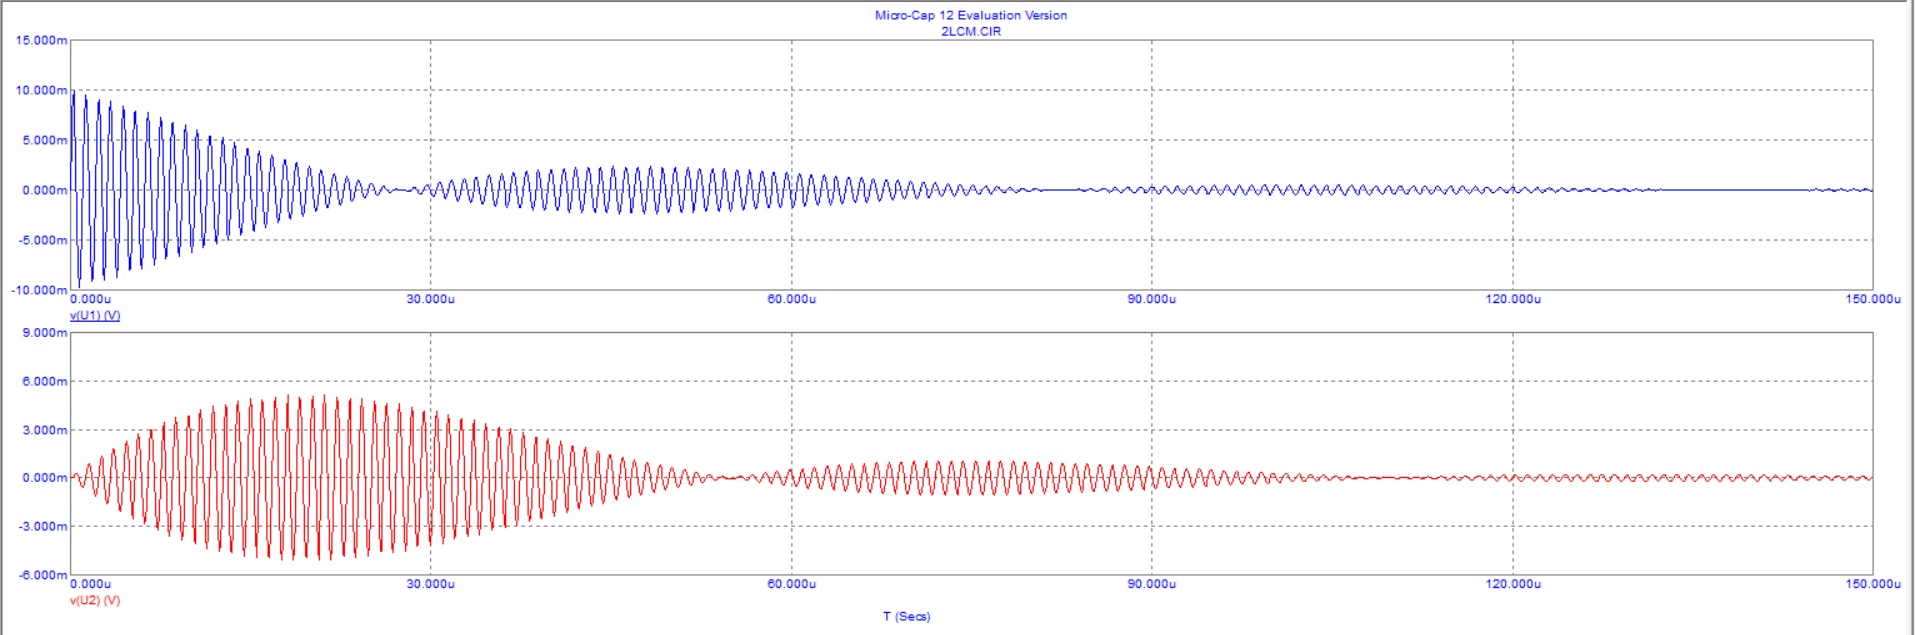 Micro-Cap 12 Evaluation Version
2LCM.CIR
15.000m
10.000m
5.000m
0.000m
-5.000m
-10.000m
0.000u 30.000u 60.000u 90.000u 120.000u 150.000u
v(U1) (V)
9.000m
6.000m
3.000m
0.000m
-3.000m
-6.000m
0.000u 30.000u 60.000u 90.000u 120.000u 150.000u
v(U2) (V)
T (Secs)